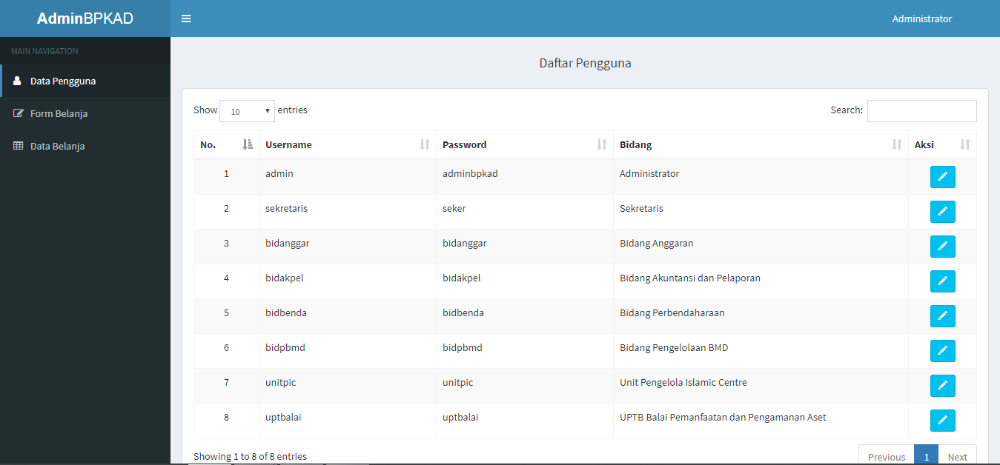 AdminBPKAD
Administrator
MAIN NAVIGATION
Data Pengguna
Form Belanja
Data Belanja
Daftar Pengguna
Show 10 entries
Search:
No. Username Password Bidang Aksi
1 admin adminbpkad Administrator
2 sekretaris seker Sekretaris
3 bidanggar bidanggar Bidang Anggaran
4 bidakpel bidakpel Bidang Akuntansi dan Pelaporan
5 bidbenda bidbenda Bidang Perbendaharaan
6 bidpbmd bidpbmd Bidang Pengelolaan BMD
7 unitpic unitpic Unit Pengelola Islamic Centre
8 uptbalai uptbalai UPTB Balai Pemanfaatan dan Pengamanan Aset
Showing 1 to 8 of 8 entries
Previous 1 Next